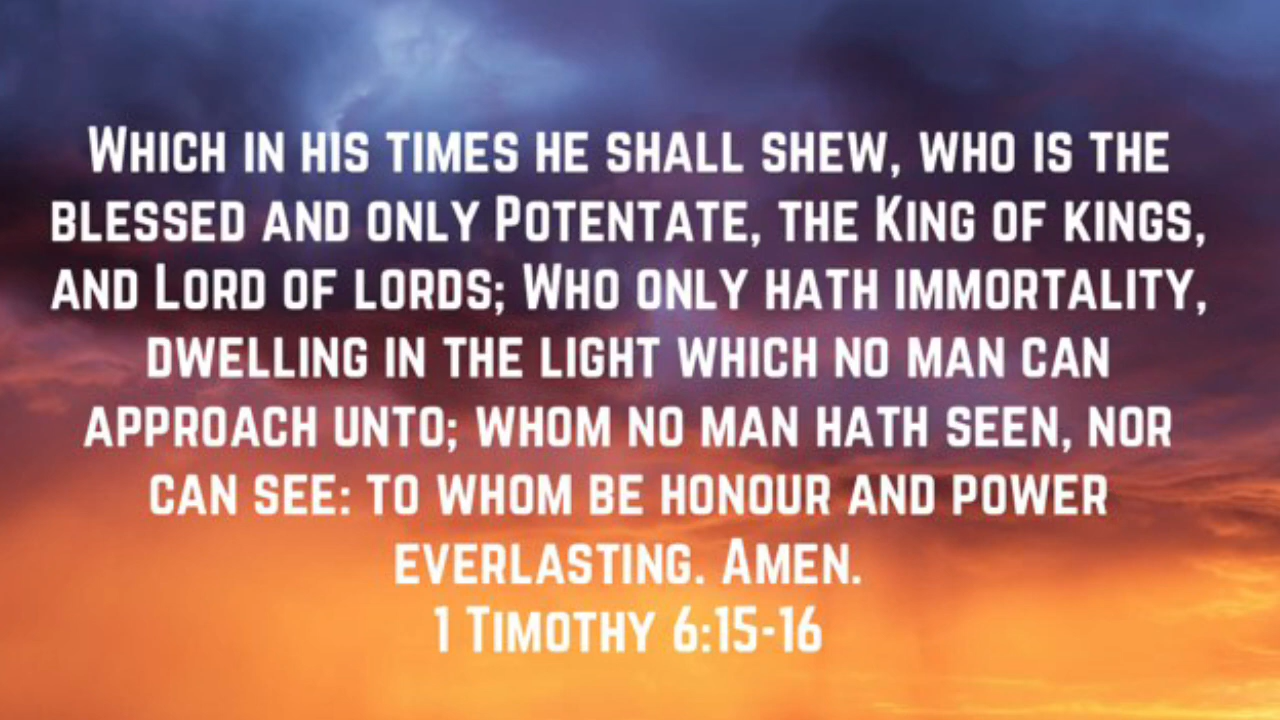 Which in his times he shall shew, who is the
blessed and only Potentate, the King of kings,
and Lord of lords; Who only hath immortality,
dwelling in the light which no man can
approach unto; whom no man hath seen, nor
can see: to whom be honour and power
everlasting. Amen.
1 Timothy 6:15-16